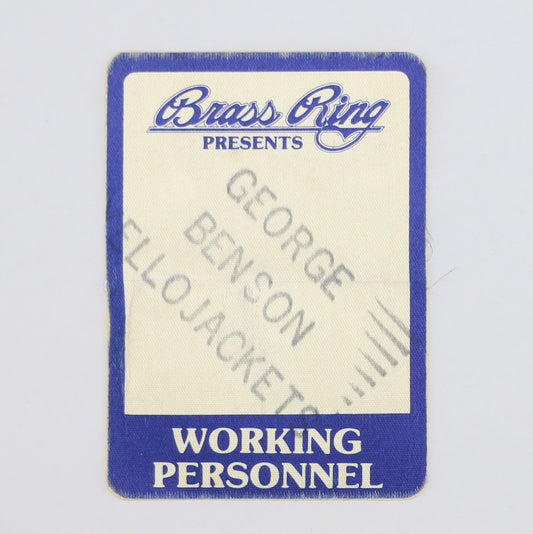 Brass Ring
PRESENTS
GEORGE
BENSON
ELLOJACKETS
WORKING
PERSONNEL